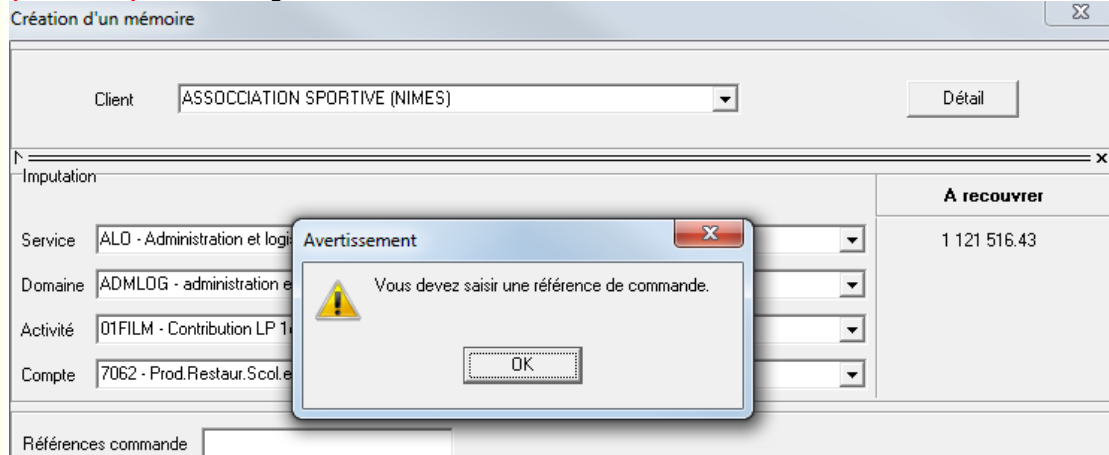 Création d'un mémoire
Client ASSOCCIATION SPORTIVE (NIMES) Détail
Imputation
A recouvrer
Service ALO - Administration et logi 1 121 516.43
Domaine ADMLOG - administration e
Activité 01FILM - Contribution LP 1
Compte 7062 - Prod.Restaur.Scol.e
Avertissement
Vous devez saisir une référence de commande.
OK
Références commande